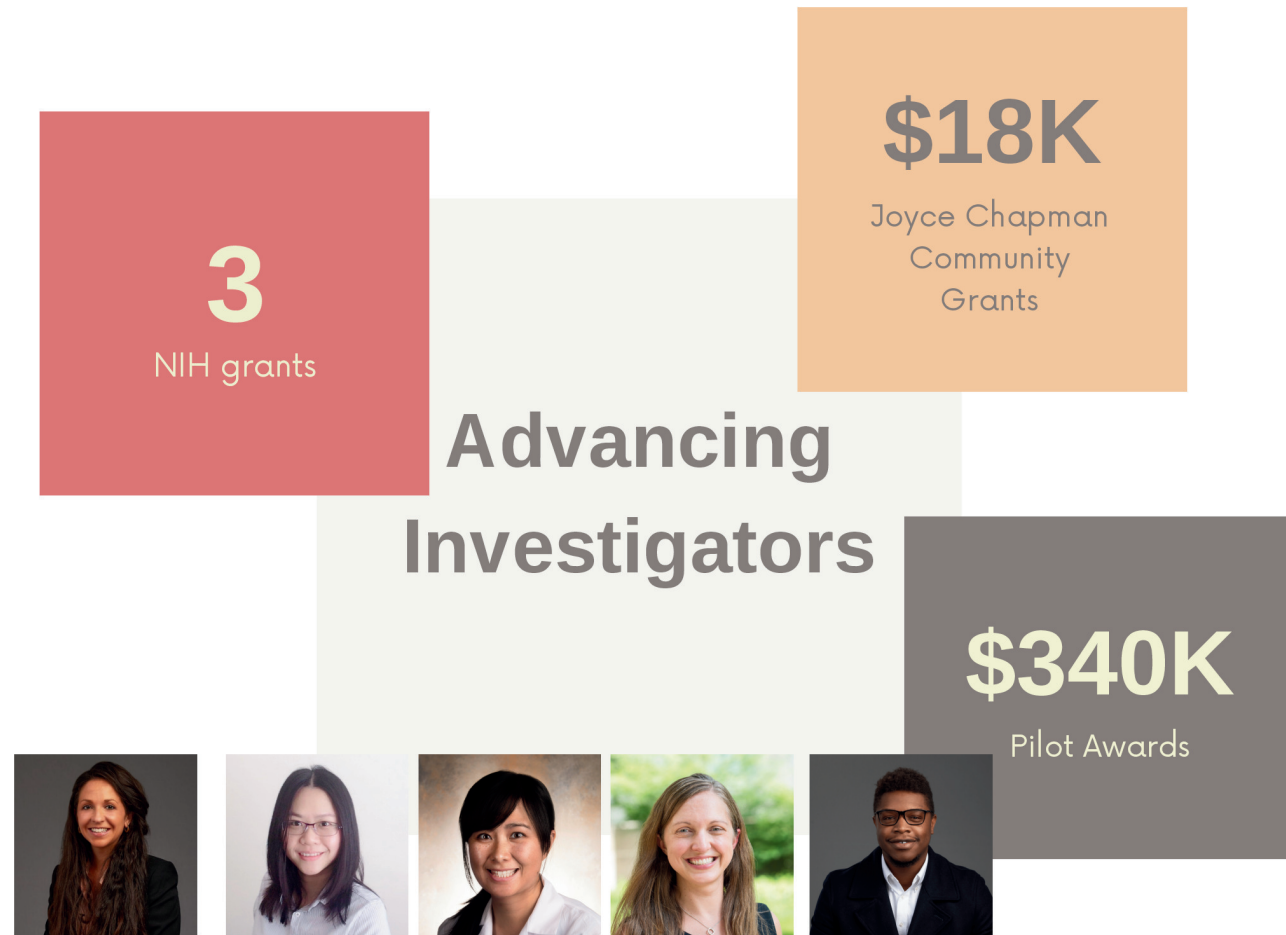 $18K
Joyce Chapman
Community
Grants
3
NIH grants
Advancing
Investigators
$340K
Pilot Awards